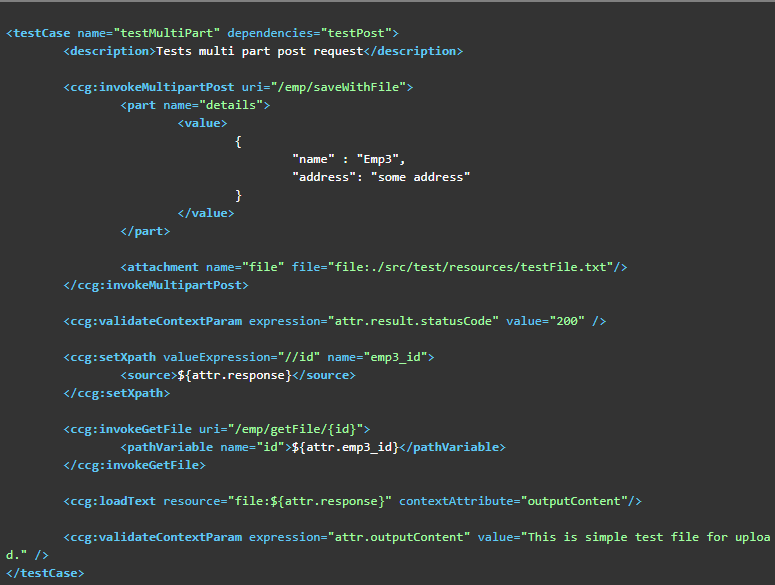 <testCase name="testMultiPart" dependencies="testPost">
<description>Tests multi part post request</description>
<ccg:invokeMultipartPost uri="/emp/saveWithFile">
<part name="details">
<value>
{
"name" : "Emp3",
"address": "some address"
}
</value>
</part>
<attachment name="file" file="file:./src/test/resources/testFile.txt"/>
</ccg:invokeMultipartPost>
<ccg:validateContextParam expression="attr.result.statusCode" value="200" />
<ccg:setXpath valueExpression="//id" name="emp3_id">
<source>${attr.response}</source>
</ccg:setXpath>
<ccg:invokeGetFile uri="/emp/getFile/{id}">
<pathVariable name="id">${attr.emp3_id}</pathVariable>
</ccg:invokeGetFile>
<ccg:loadText resource="file:${attr.response}" contextAttribute="outputContent"/>
<ccg:validateContextParam expression="attr.outputContent" value="This is simple test file for uploa
d." />
</testCase>